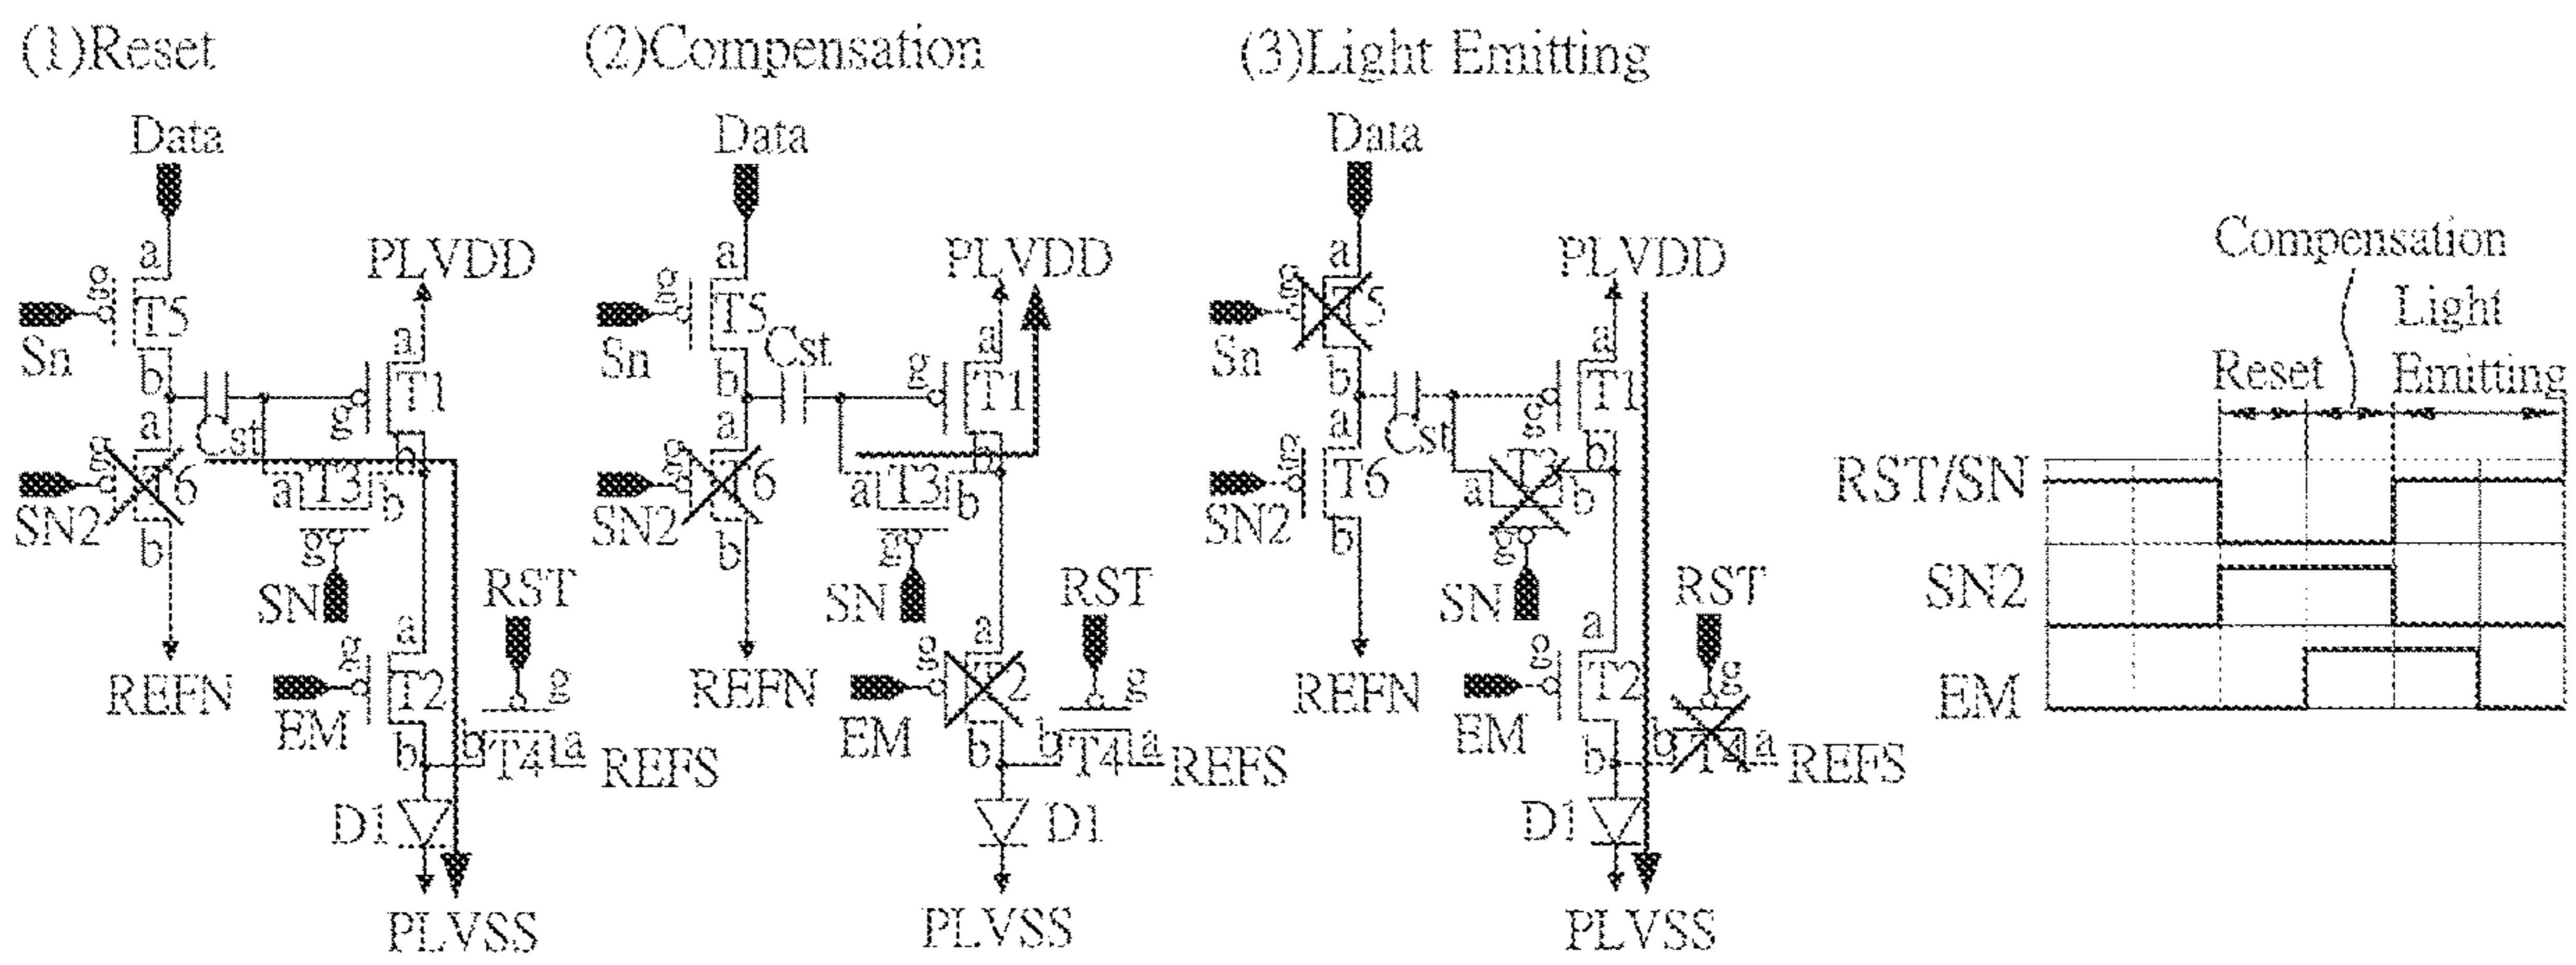 (1)Reset
Data
a
g
T5
Sn
b
PLVDD
a
T1
g
b
Cst
a
g
T6
SN2
b
REFN
a
T3
b
g
SN
RST
g
a
g
T2
EM
b
b
T4
a
REFS
D1
PLVSS
(2)Compensation
Data
a
g
T5
Sn
b
Cst
PLVDD
a
g
T1
b
a
g
T6
SN2
b
REFN
a
T3
b
g
SN
RST
g
a
g
T2
EM
b
b
T4
a
REFS
D1
PLVSS
(3)Light Emitting
Data
a
g
T5
Sn
b
Cst
PLVDD
a
g
T1
b
a
g
T6
SN2
b
REFN
a
T3
b
g
SN
RST
g
a
g
T2
EM
b
b
T4
a
REFS
D1
PLVSS
Compensation
Light
Reset
Emitting
RST/SN
SN2
EM